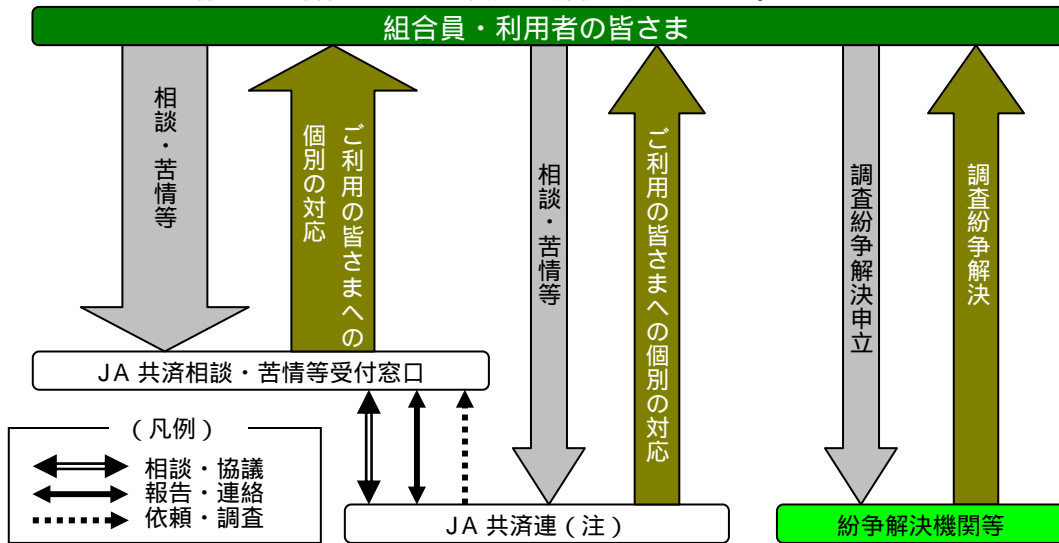 組合員・利用者の皆さま
相談・苦情等
ご利用の皆さまへの
個別の対応
相談・苦情等
ご利用の皆さまへの個別の対応
調査紛争解決申立
調査紛争解決
JA 共済相談・苦情等受付窓口
（凡例）
相談・協議
報告・連絡
依頼・調査
JA 共済連（注）
紛争解決機関等